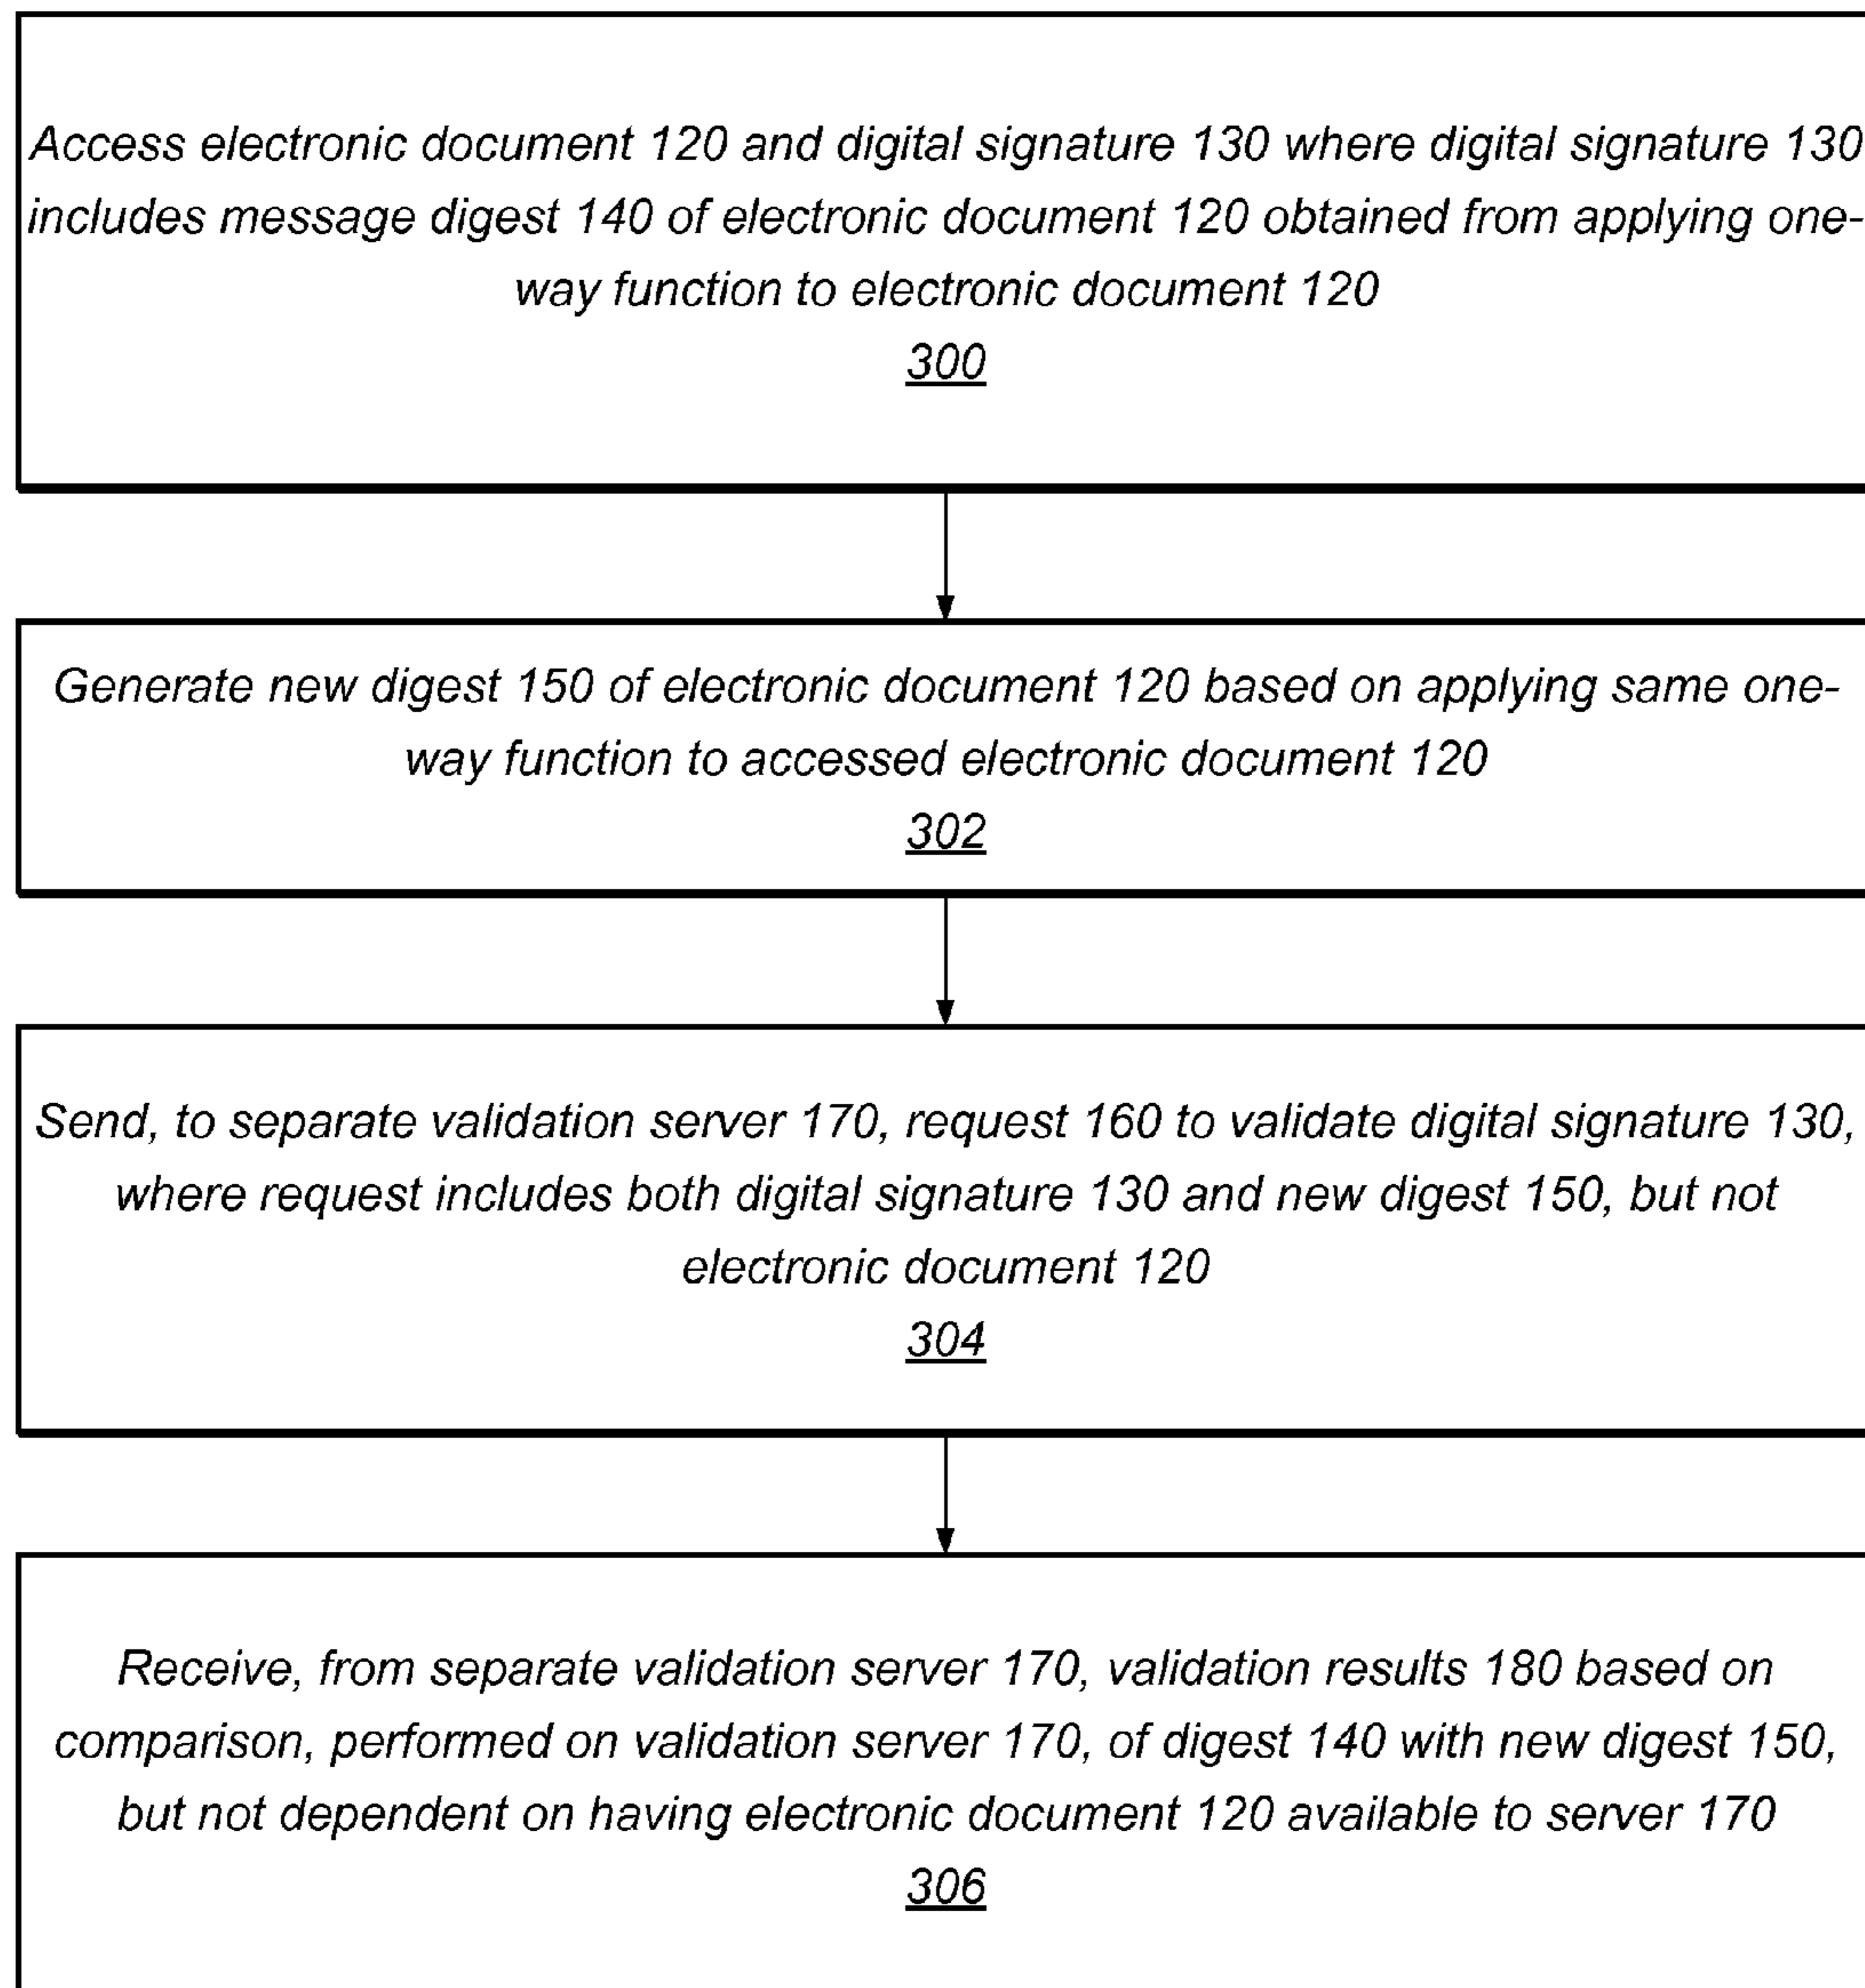 Access electronic document 120 and digital signature 130 where digital signature 130
includes message digest 140 of electronic document 120 obtained from applying one-
way function to electronic document 120
300
Generate new digest 150 of electronic document 120 based on applying same one-
way function to accessed electronic document 120
302
Send, to separate validation server 170, request 160 to validate digital signature 130,
where request includes both digital signature 130 and new digest 150, but not
electronic document 120
304
Receive, from separate validation server 170, validation results 180 based on
comparison, performed on validation server 170, of digest 140 with new digest 150,
but not dependent on having electronic document 120 available to server 170
306